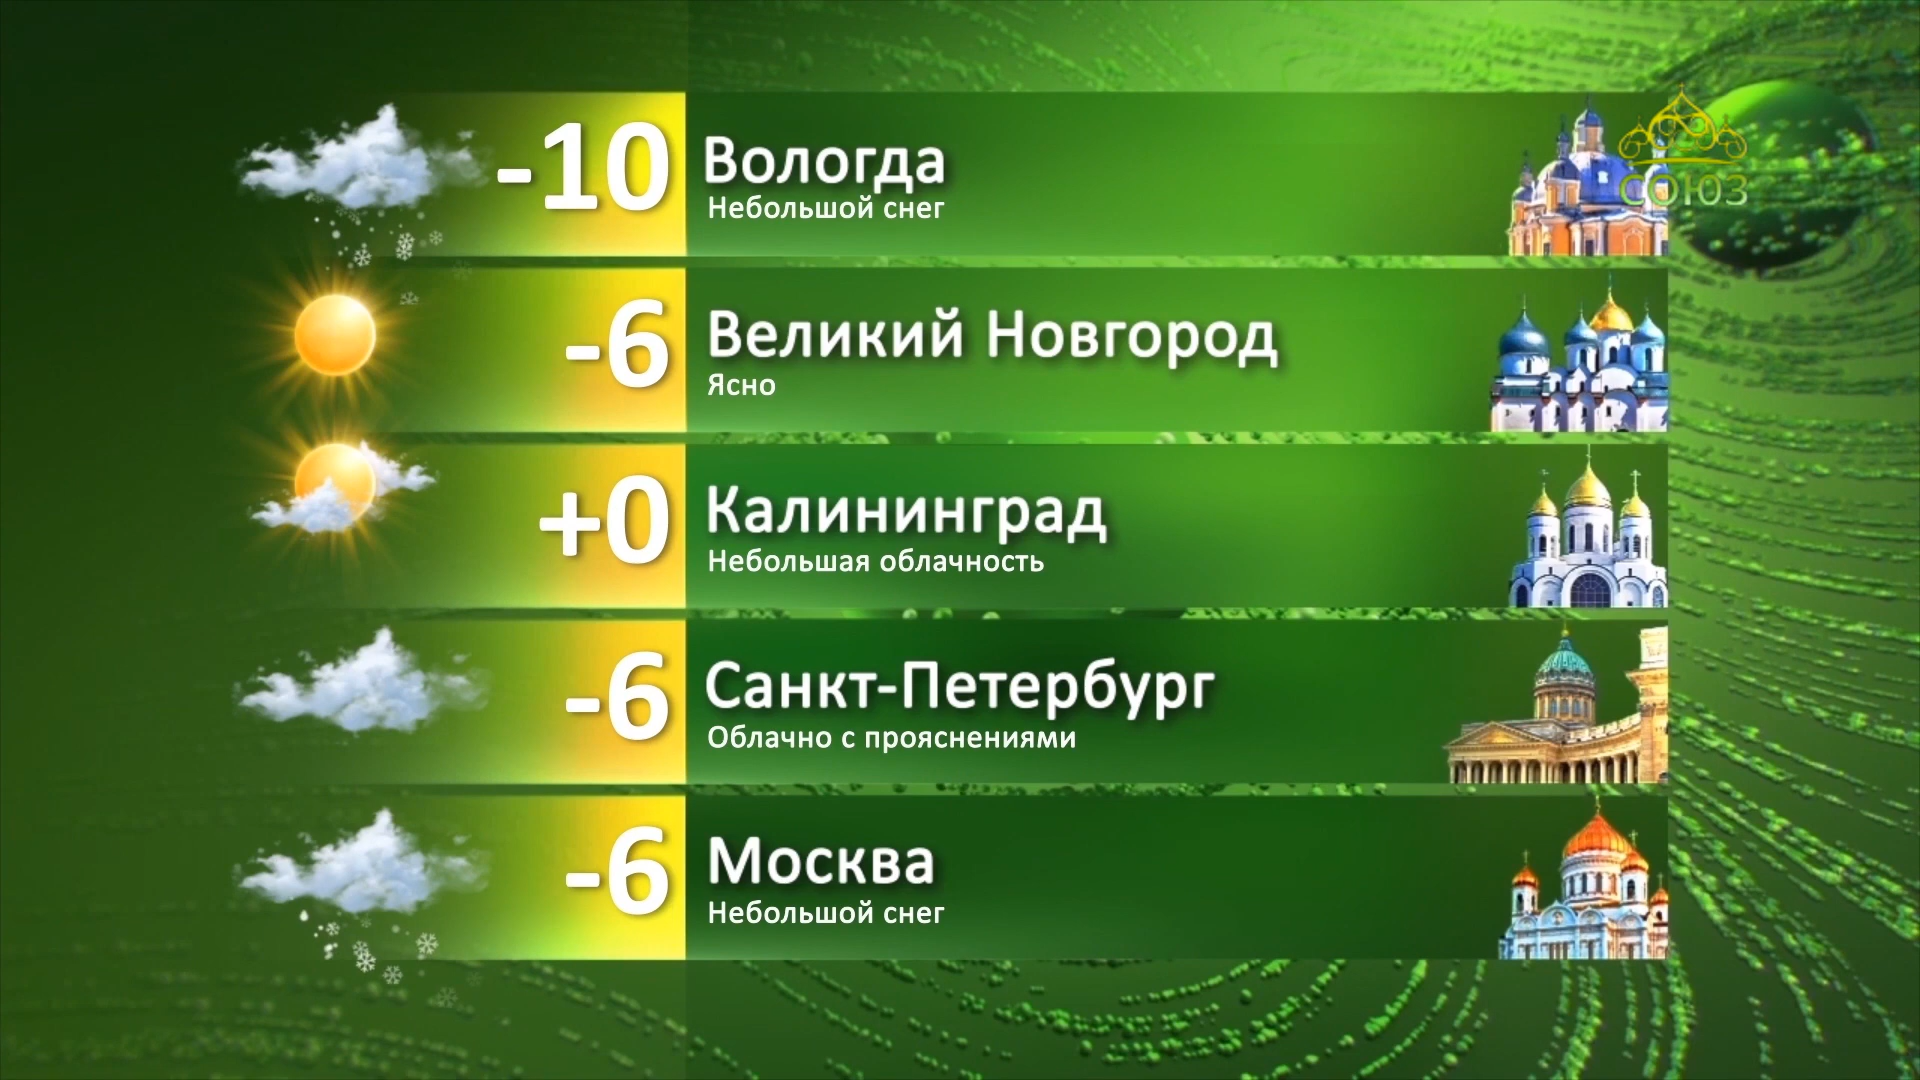 -10
Вологда
Небольшой снег
СОЮЗ
-6
Великий Новгород
Ясно
+0
Калининград
Небольшая облачность
-6
Санкт-Петербург
Облачно с прояснениями
-6
Москва
Небольшой снег